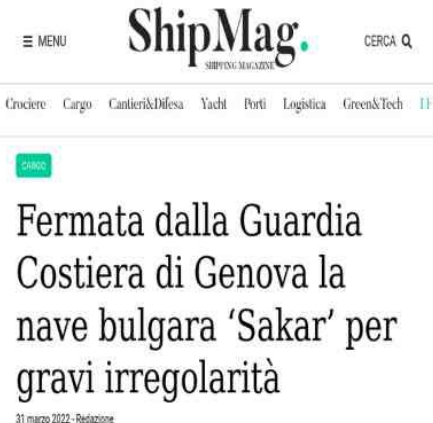 ☰ MENU
ShipMag.
SHIPPING MAGAZINE
CERCA
Crociere Cargo Cantieri&Difesa Yacht Porti Logistica Green&Tech
CARGO
Fermata dalla Guardia
Costiera di Genova la
nave bulgara ‘Sakar’ per
gravi irregolarità
31 marzo 2022 - Redazione